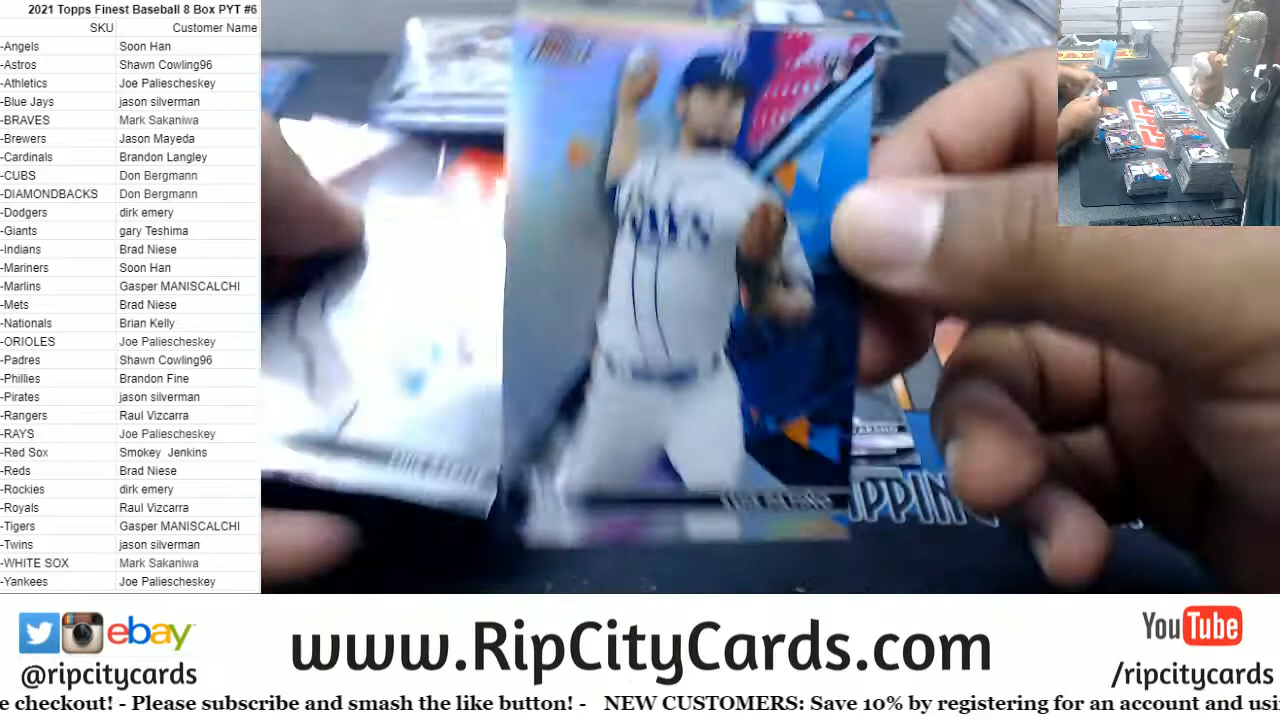 2021 Topps Finest Baseball 8 Box PYT #6
SKU Customer Name
-Angels Soon Han
-Astros Shawn Cowling96
-Athletics Joe Paliescheskey
-Blue Jays jason silverman
-BRAVES Mark Sakaniwa
-Brewers Jason Mayeda
-Cardinals Brandon Langley
-CUBS Don Bergmann
-DIAMONDBACKS Don Bergmann
-Dodgers dirk emery
-Giants gary Teshima
-Indians Brad Niese
-Mariners Soon Han
-Marlins Gasper MANISCALCHI
-Mets Brad Niese
-Nationals Brian Kelly
-ORIOLES Joe Paliescheskey
-Padres Shawn Cowling96
-Phillies Brandon Fine
-Pirates jason silverman
-Rangers Raul Vizcarra
-RAYS Joe Paliescheskey
-Red Sox Smokey Jenkins
-Reds Brad Niese
-Rockies dirk emery
-Royals Raul Vizcarra
-Tigers Gasper MANISCALCHI
-Twins jason silverman
-WHITE SOX Mark Sakaniwa
-Yankees Joe Paliescheskey
RAYS
IPPIN
ebay
@ripcitycards
www.RipCityCards.com
YouTube
/ripcitycards
e checkout! - Please subscribe and smash the like button! - NEW CUSTOMERS: Save 10% by registering for an account and usi